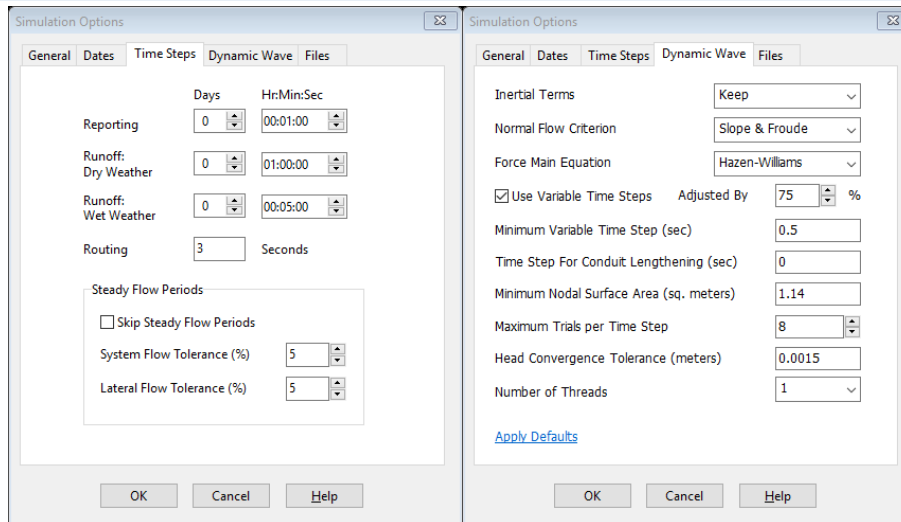 Simulation Options
General Dates Time Steps Dynamic Wave Files
Days Hr:Min:Sec
Reporting 0 00:01:00
Runoff:
Dry Weather 0 01:00:00
Runoff:
Wet Weather 0 00:05:00
Routing 3 Seconds
Steady Flow Periods
Skip Steady Flow Periods
System Flow Tolerance (%) 5
Lateral Flow Tolerance (%) 5
OK Cancel Help
Simulation Options
General Dates Time Steps Dynamic Wave Files
Inertial Terms Keep
Normal Flow Criterion Slope & Froude
Force Main Equation Hazen-Williams
Use Variable Time Steps Adjusted By 75 %
Minimum Variable Time Step (sec) 0.5
Time Step For Conduit Lengthening (sec) 0
Minimum Nodal Surface Area (sq. meters) 1.14
Maximum Trials per Time Step 8
Head Convergence Tolerance (meters) 0.0015
Number of Threads 1
Apply Defaults
OK Cancel Help